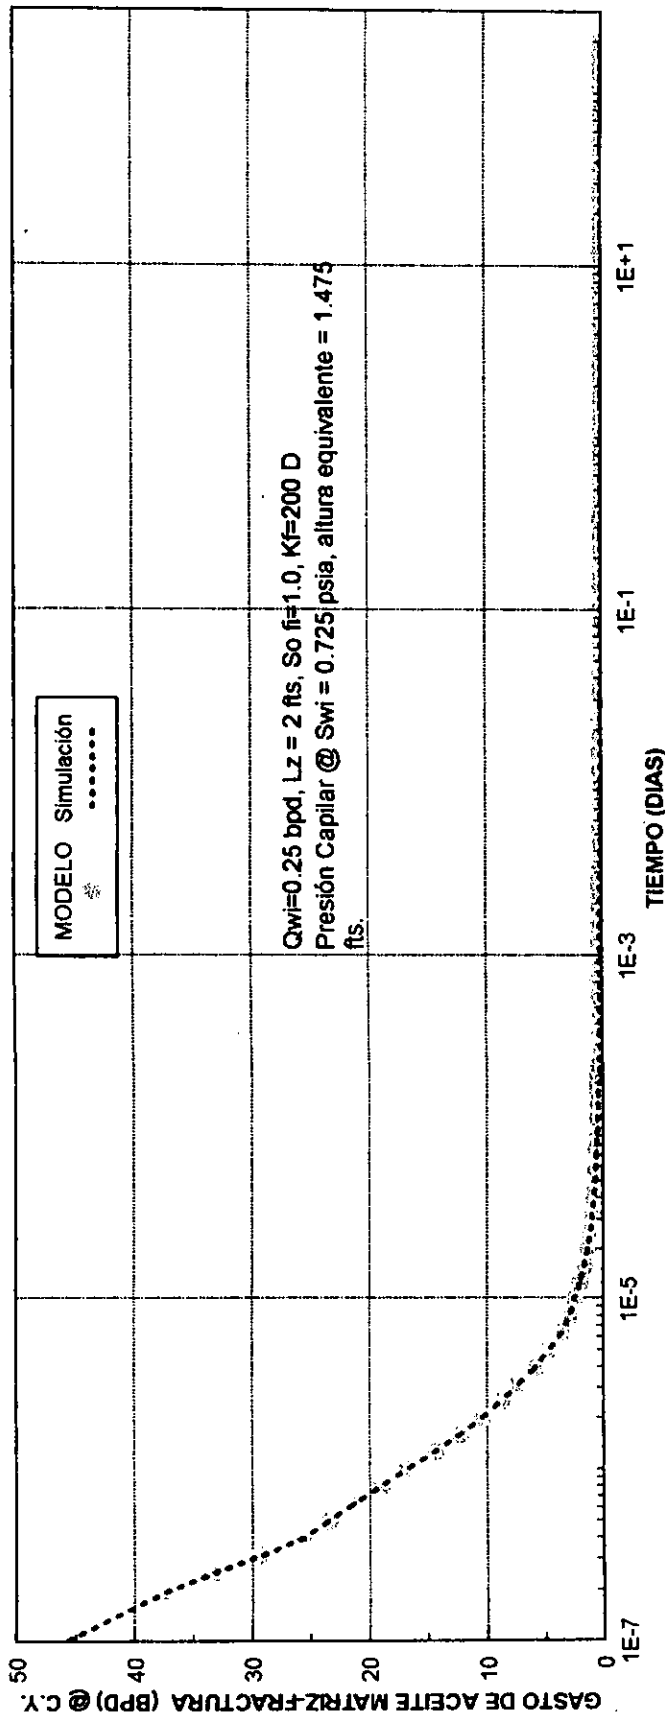 GASTO DE ACEITE MATRIZ-FRACTURA (BPD) @ C.Y.
50
40
30
20
10
0
MODELO Simulación
Qwi=0.25 bpd, Lz = 2 fts, So fi=1.0, Kf=200 D
Presión Capilar @ Swi = 0.725 psia, altura equivalente = 1.475
fts.
1E-7
1E-5
1E-3
1E-1
1E+1
TIEMPO (DIAS)